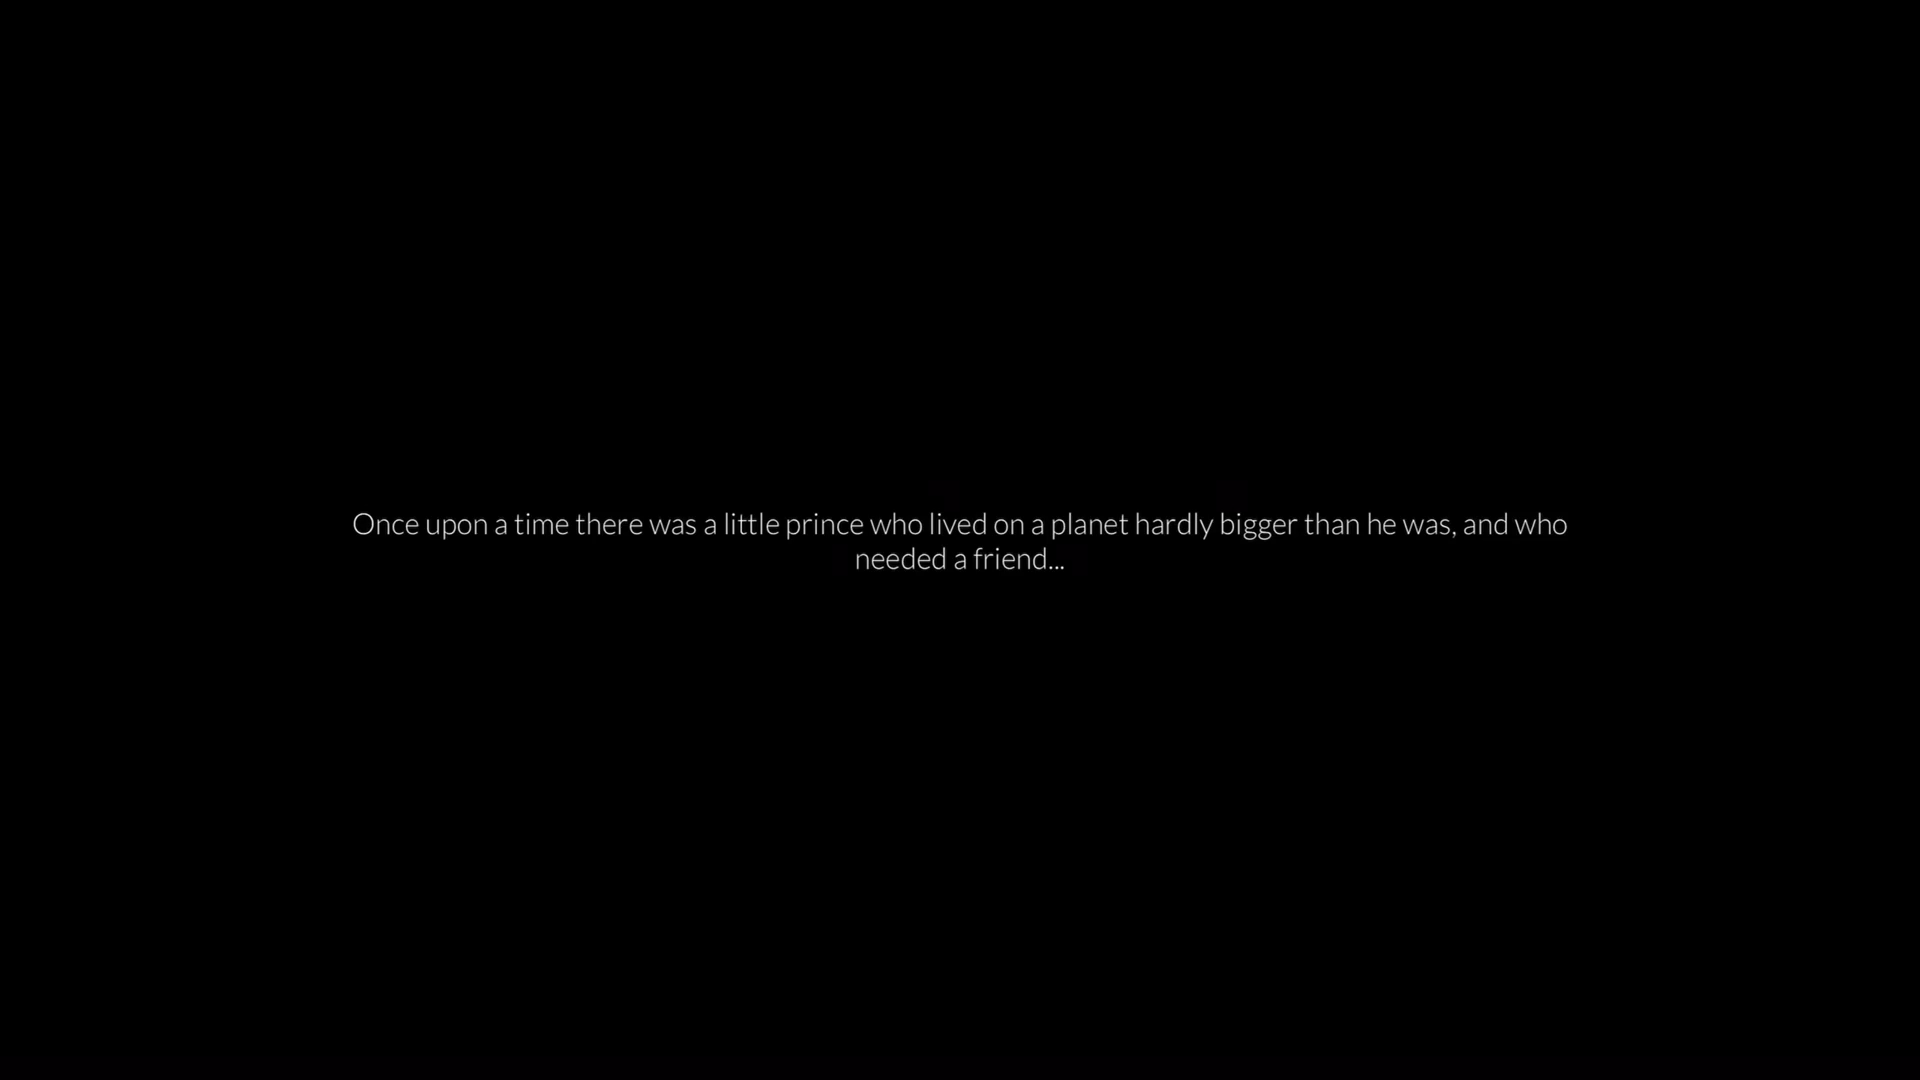 Once upon a time there was a little prince who lived on a planet hardly bigger than he was, and who
needed a friend...